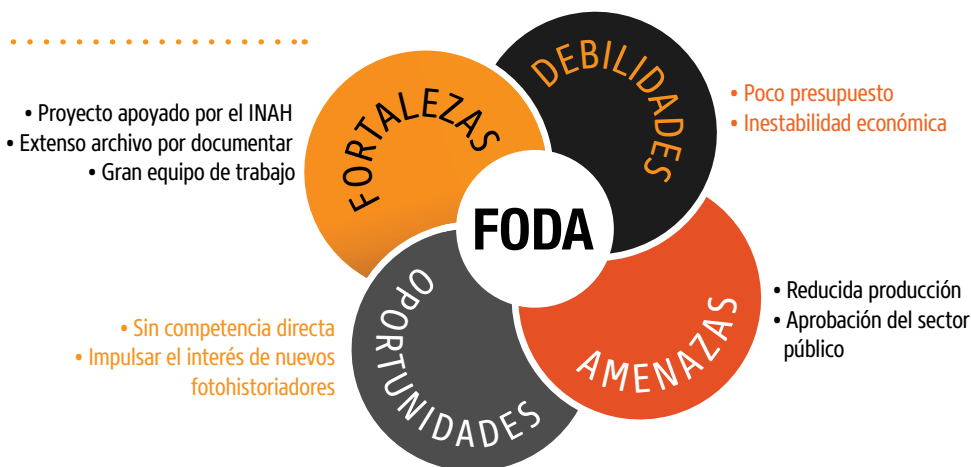 FORTALEZAS
• Proyecto apoyado por el INAH
• Extenso archivo por documentar
• Gran equipo de trabajo
DEBILIDADES
• Poco presupuesto
• Inestabilidad económica
FODA
OPORTUNIDADES
• Sin competencia directa
• Impulsar el interés de nuevos
fotohistoriadores
AMENAZAS
• Reducida producción
• Aprobación del sector
público